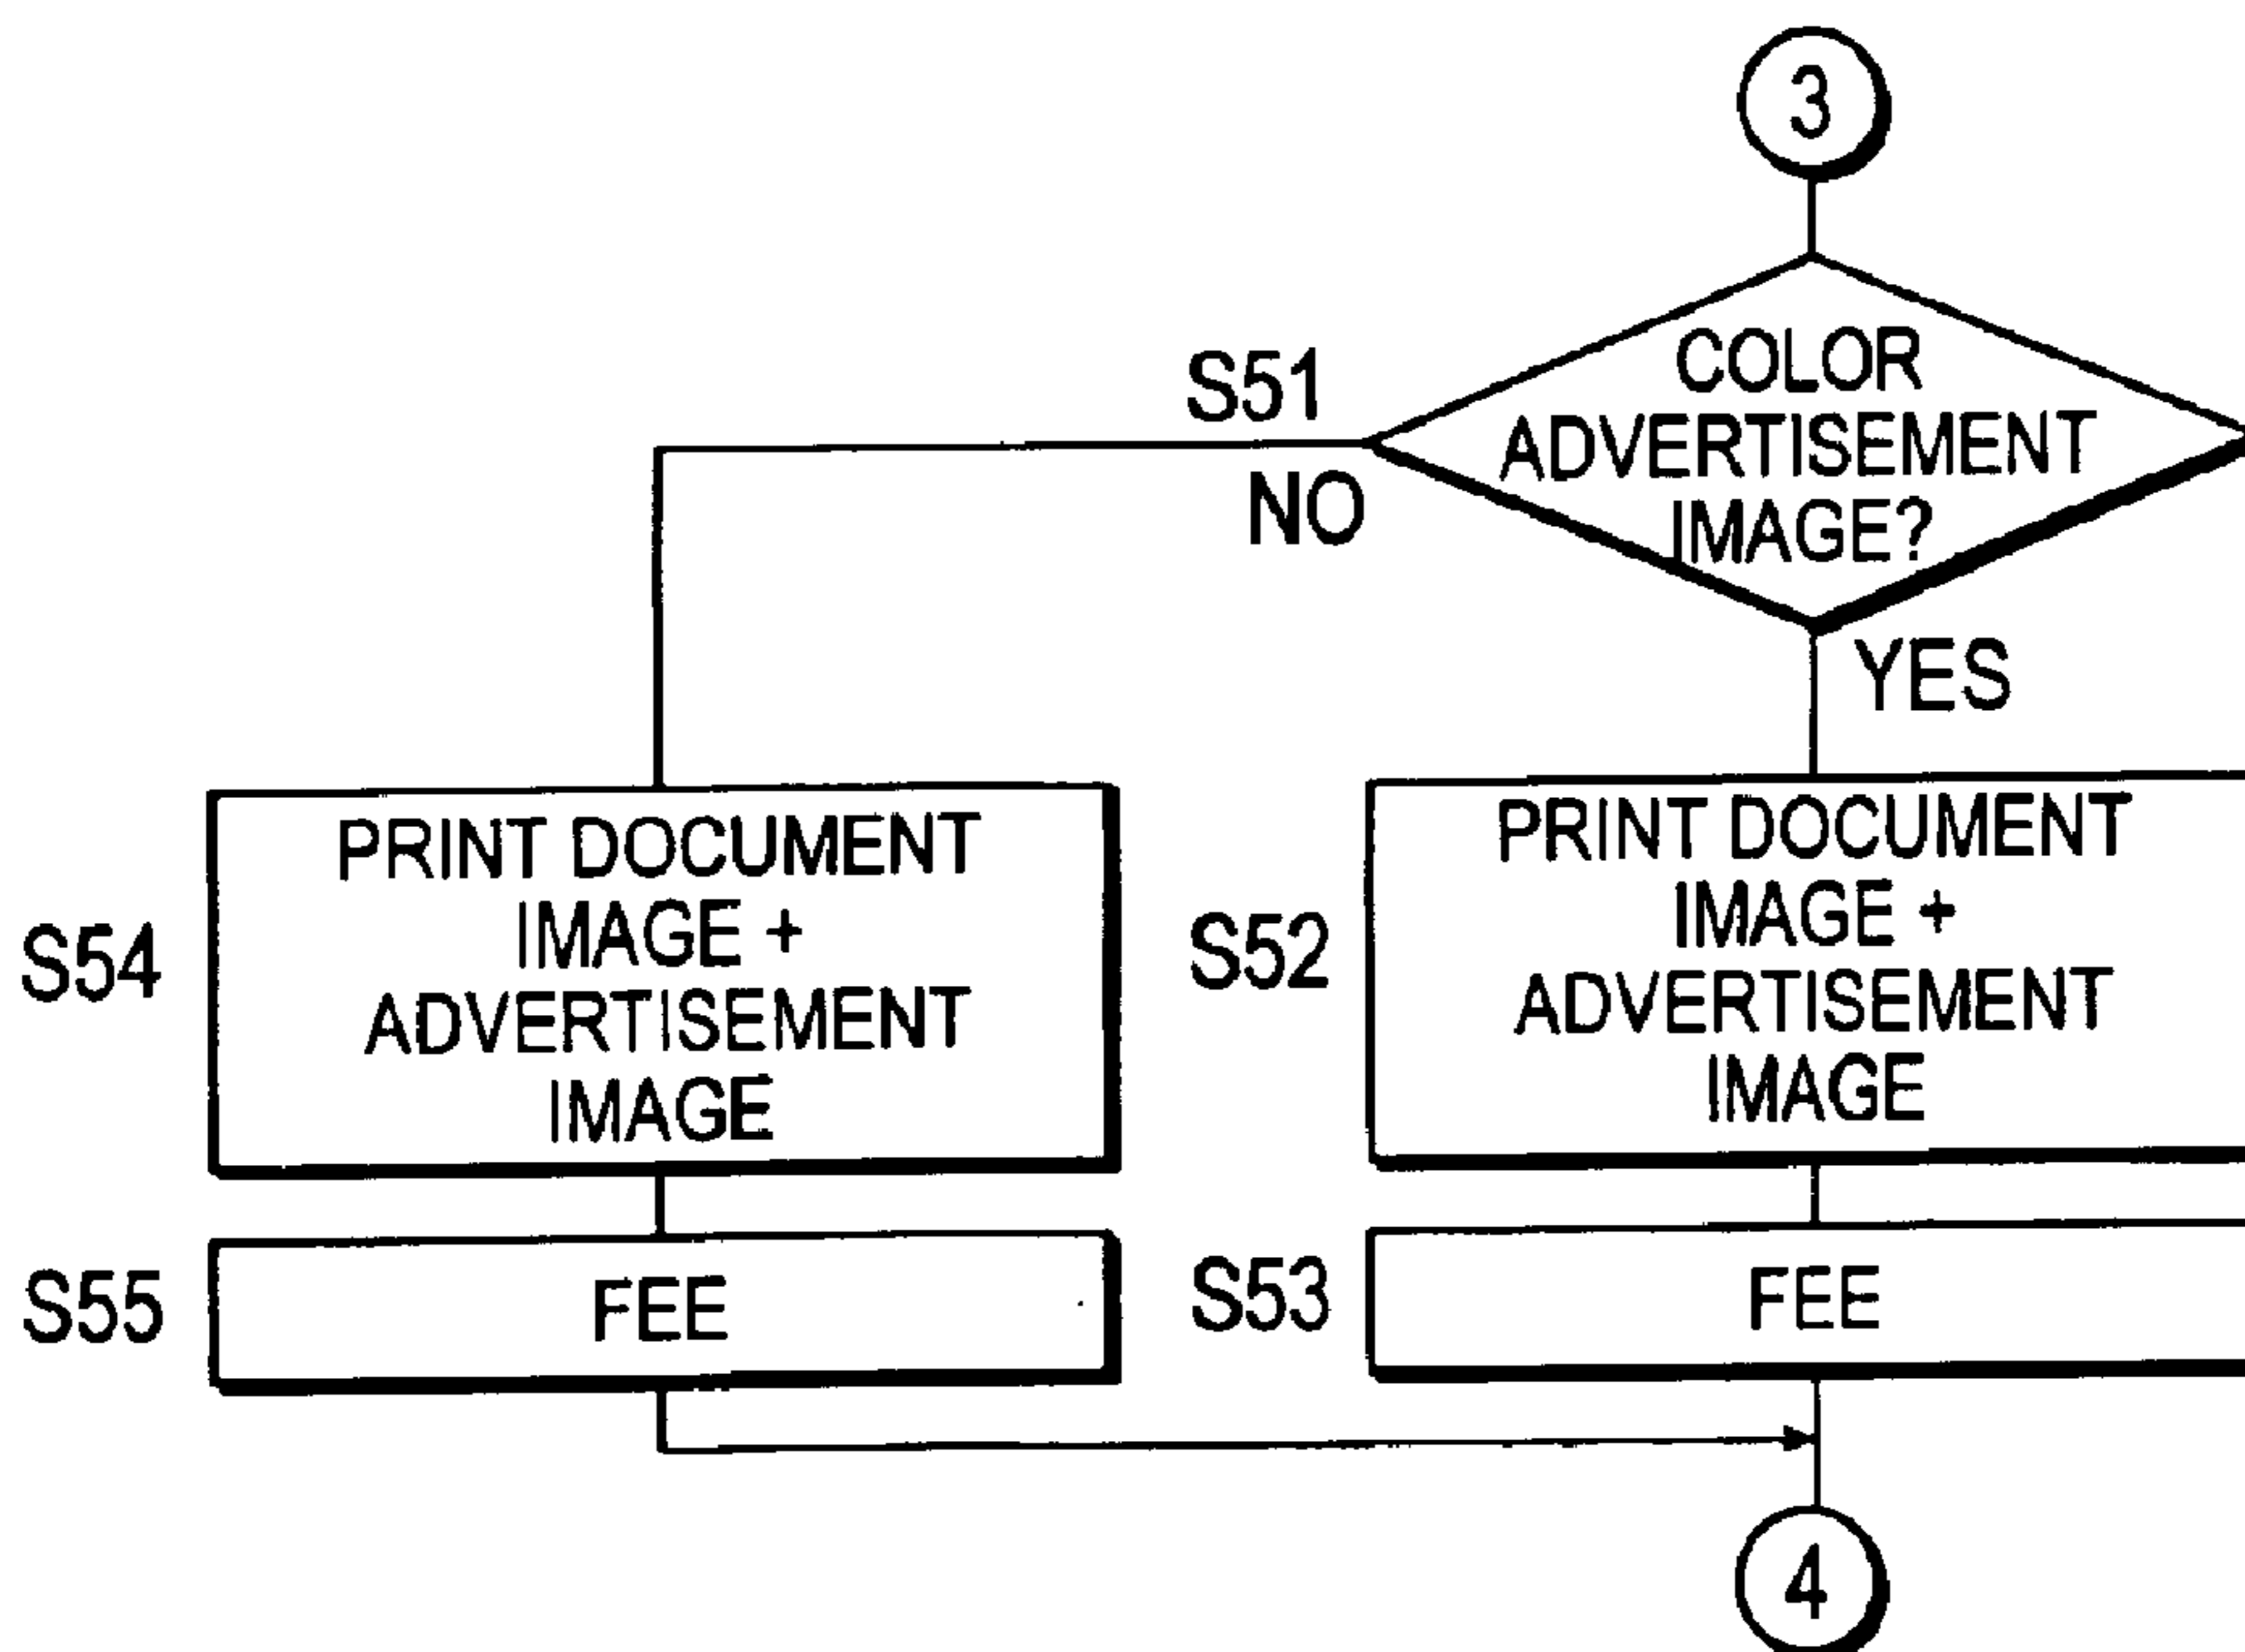 3
S51
COLOR
ADVERTISEMENT
IMAGE?
NO
YES
S54
PRINT DOCUMENT
IMAGE +
ADVERTISEMENT
IMAGE
S52
PRINT DOCUMENT
IMAGE +
ADVERTISEMENT
IMAGE
S55
FEE
S53
FEE
4